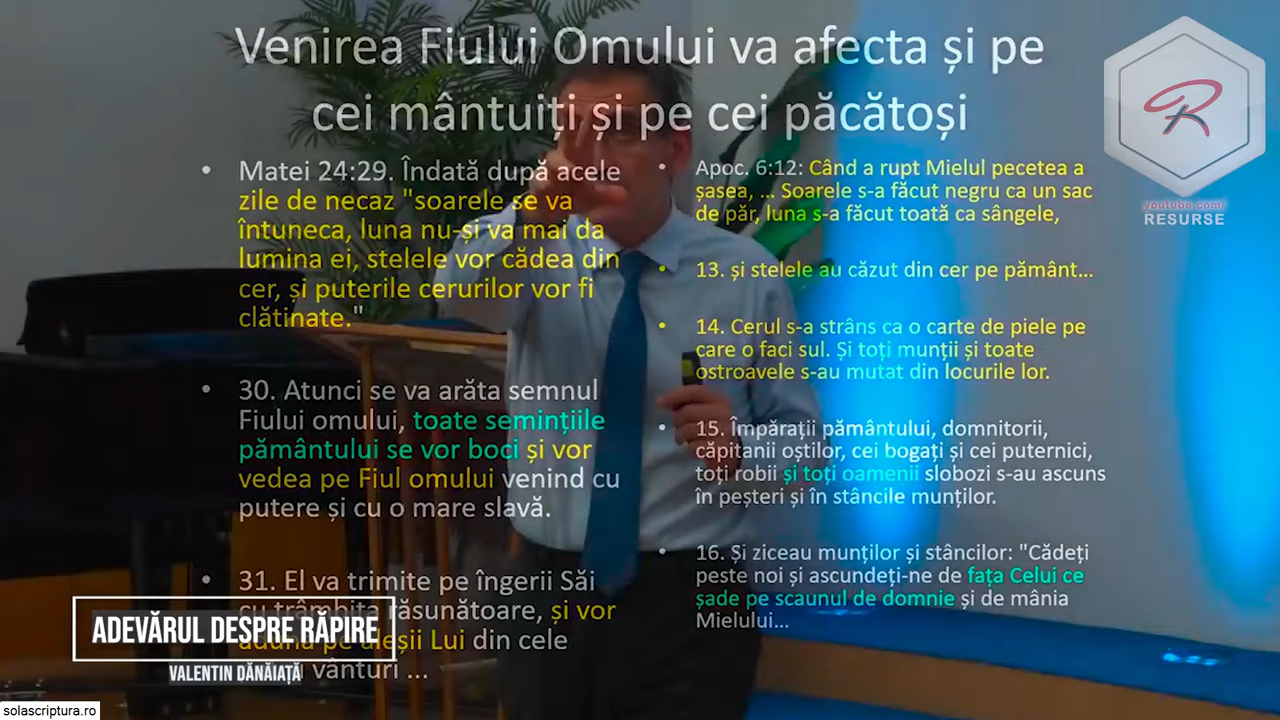 Venirea Fiului Omului va afecta și pe
cei mântuiți și pe cei păcătoși
• Matei 24:29. Îndată după acele
zile de necaz "soarele se va
întuneca, luna nu-și va mai da
lumina ei, stelele vor cădea din
cer, și puterile cerurilor vor fi
clătinate."
• 30. Atunci se va arăta semnul
Fiului omului, toate semințiile
pământului se vor boci și vor
vedea pe Fiul omului venind cu
putere și cu o mare slavă.
• 31. El va trimite pe îngerii Săi
cu trâmbița răsunătoare, și vor
aduna pe aleșii Lui din cele
vânturi ...
• Apoc. 6:12: Când a rupt Mielul pecetea a
șasea, ... Soarele s-a făcut negru ca un sac
de păr, luna s-a făcut toată ca sângele,
• 13. și stelele au căzut din cer pe pământ...
• 14. Cerul s-a strâns ca o carte de piele pe
care o faci sul. Și toți munții și toate
ostroavele s-au mutat din locurile lor.
• 15. Împărații pământului, domnitorii,
căpitanii oștilor, cei bogați și cei puternici,
toți robii și toți oamenii slobozi s-au ascuns
în peșteri și în stâncile munților.
• 16. Și ziceau munților și stâncilor: "Cădeți
peste noi și ascundeți-ne de fața Celui ce
șade pe scaunul de domnie și de mânia
Mielului...
R
youtube.com/
RESURSE
ADEVĂRUL DESPRE RĂPIRE
VALENTIN DĂNĂIAȚĂ
solascriptura.ro